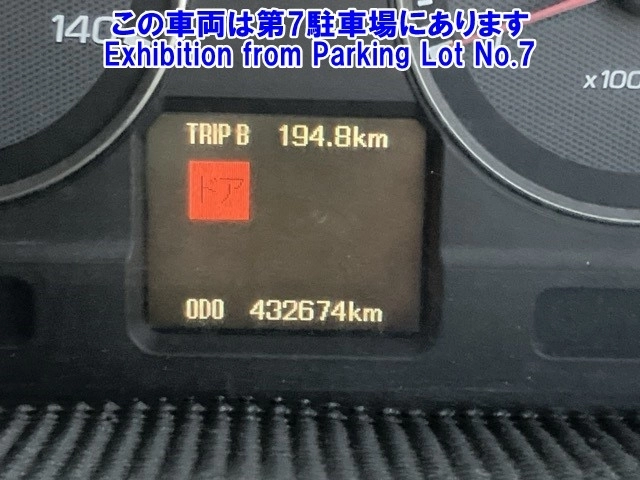 この車両は第7駐車場にあります
Exhibition from Parking Lot No.7
140
x100
TRIP B 194.8km
ドア
ODO 432674km